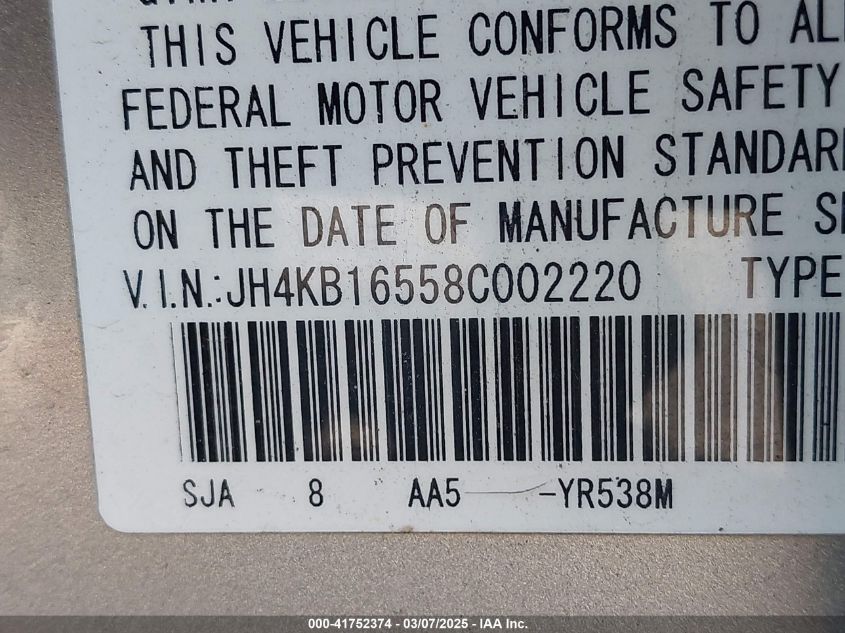 THIS VEHICLE CONFORMS TO AL
FEDERAL MOTOR VEHICLE SAFETY
AND THEFT PREVENTION STANDAR
ON THE DATE OF MANUFACTURE
V.I.N.:JH4KB16558C002220 TYPE
SJA 8 AA5 -YR538M
000-41752374 - 03/07/2025 - IAA Inc.